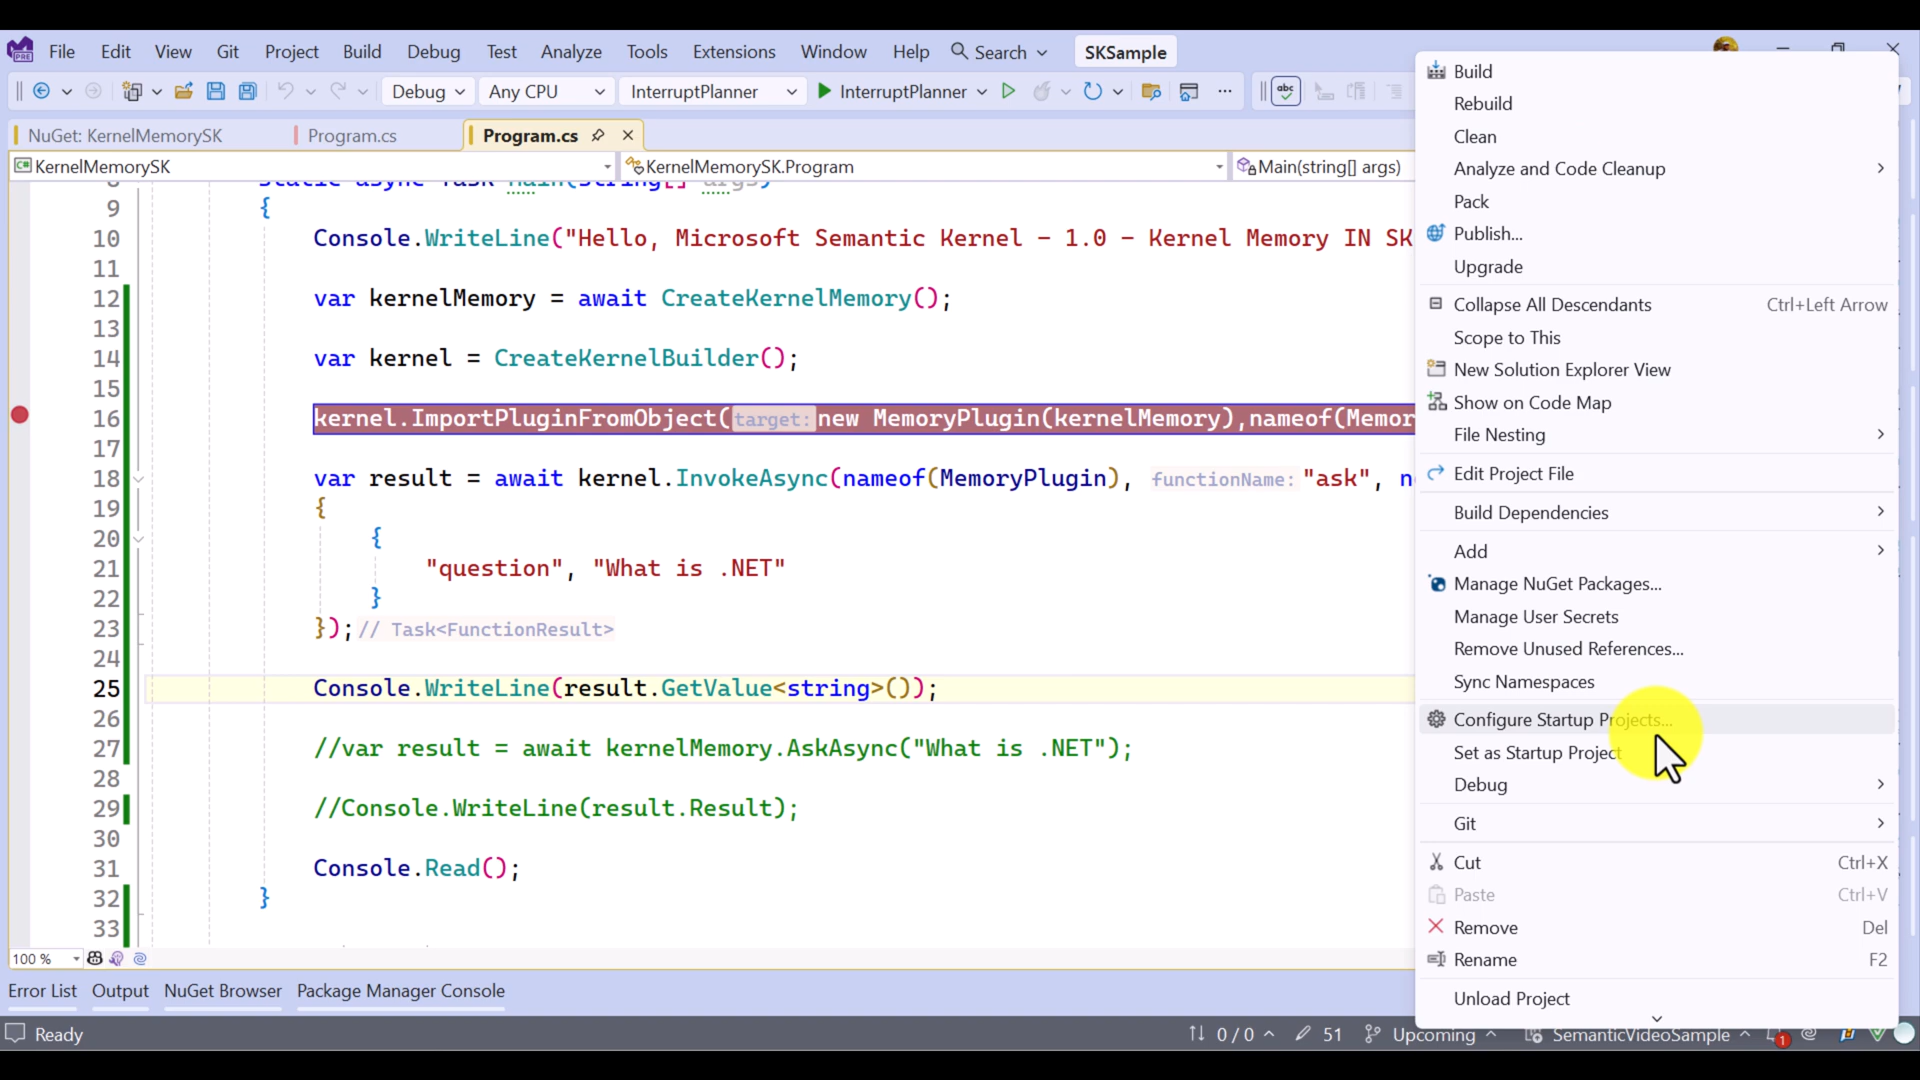 File Edit View Git Project Build Debug Test Analyze Tools Extensions Window Help Search SKSample
Debug Any CPU InterruptPlanner InterruptPlanner
NuGet: KernelMemorySK Program.cs Program.cs
KernelMemorySK KernelMemorySK.Program Main(string[] args)
static async Task Main(string[] args)
9 {
10 Console.WriteLine("Hello, Microsoft Semantic Kernel - 1.0 - Kernel Memory IN SK
11
12 var kernelMemory = await CreateKernelMemory();
13
14 var kernel = CreateKernelBuilder();
15
16 kernel.ImportPluginFromObject(target: new MemoryPlugin(kernelMemory),nameof(Memor
17
18 var result = await kernel.InvokeAsync(nameof(MemoryPlugin), functionName: "ask", n
19 {
20 {
21 "question", "What is .NET"
22 }
23 });// Task<FunctionResult>
24
25 Console.WriteLine(result.GetValue<string>());
26
27 //var result = await kernelMemory.AskAsync("What is .NET");
28
29 //Console.WriteLine(result.Result);
30
31 Console.Read();
32 }
33
100 %
Error List Output NuGet Browser Package Manager Console
Ready 0 / 0 51 Upcoming SemanticVideoSample 1
Build
Rebuild
Clean
Analyze and Code Cleanup
Pack
Publish...
Upgrade
Collapse All Descendants Ctrl+Left Arrow
Scope to This
New Solution Explorer View
Show on Code Map
File Nesting
Edit Project File
Build Dependencies
Add
Manage NuGet Packages...
Manage User Secrets
Remove Unused References...
Sync Namespaces
Configure Startup Projects...
Set as Startup Project
Debug
Git
Cut Ctrl+X
Paste Ctrl+V
Remove Del
Rename F2
Unload Project